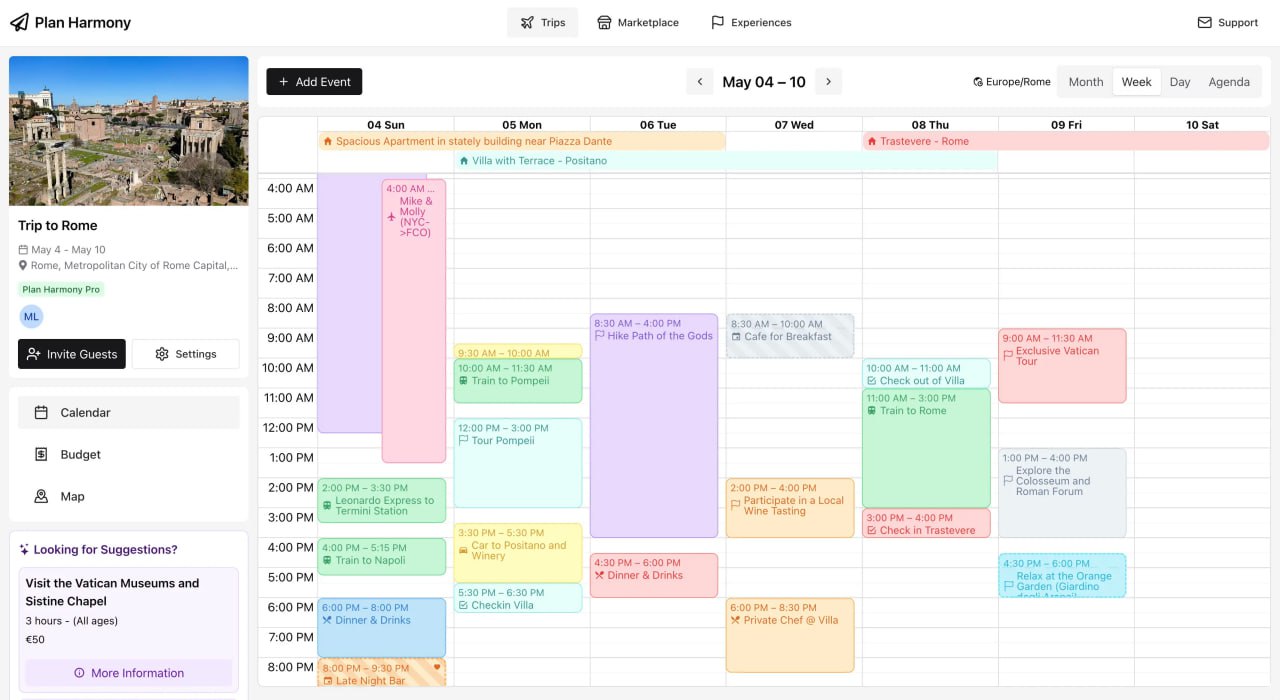 Plan Harmony
Trips
Marketplace
Experiences
Support
Trip to Rome
May 4 - May 10
Rome, Metropolitan City of Rome Capital,...
Plan Harmony Pro
ML
Invite Guests
Settings
Calendar
Budget
Map
Looking for Suggestions?
Visit the Vatican Museums and
Sistine Chapel
3 hours - (All ages)
€50
More Information
+ Add Event
May 04 – 10
Europe/Rome
Month
Week
Day
Agenda
04 Sun
05 Mon
06 Tue
07 Wed
08 Thu
09 Fri
10 Sat
Spacious Apartment in stately building near Piazza Dante
Trastevere - Rome
Villa with Terrace - Positano
4:00 AM
5:00 AM
6:00 AM
7:00 AM
8:00 AM
9:00 AM
10:00 AM
11:00 AM
12:00 PM
1:00 PM
2:00 PM
3:00 PM
4:00 PM
5:00 PM
6:00 PM
7:00 PM
8:00 PM
4:00 AM ...
Mike &
Molly
(NYC-
>FCO)
2:00 PM – 3:30 PM
Leonardo Express to
Termini Station
4:00 PM – 5:15 PM
Train to Napoli
6:00 PM – 8:00 PM
Dinner & Drinks
8:00 PM – 9:30 PM
Late Night Bar
9:30 AM – 10:00 AM
10:00 AM – 11:30 AM
Train to Pompeii
12:00 PM – 3:00 PM
Tour Pompeii
3:30 PM – 5:30 PM
Car to Positano and
Winery
5:30 PM – 6:30 PM
Checkin Villa
8:30 AM – 4:00 PM
Hike Path of the Gods
4:30 PM – 6:00 PM
Dinner & Drinks
8:30 AM – 10:00 AM
Cafe for Breakfast
2:00 PM – 4:00 PM
Participate in a Local
Wine Tasting
6:00 PM – 8:30 PM
Private Chef @ Villa
10:00 AM – 11:00 AM
Check out of Villa
11:00 AM – 3:00 PM
Train to Rome
3:00 PM – 4:00 PM
Check in Trastevere
9:00 AM – 11:30 AM
Exclusive Vatican
Tour
1:00 PM – 4:00 PM
Explore the
Colosseum and
Roman Forum
4:30 PM – 6:00 PM
Relax at the Orange
Garden (Giardino